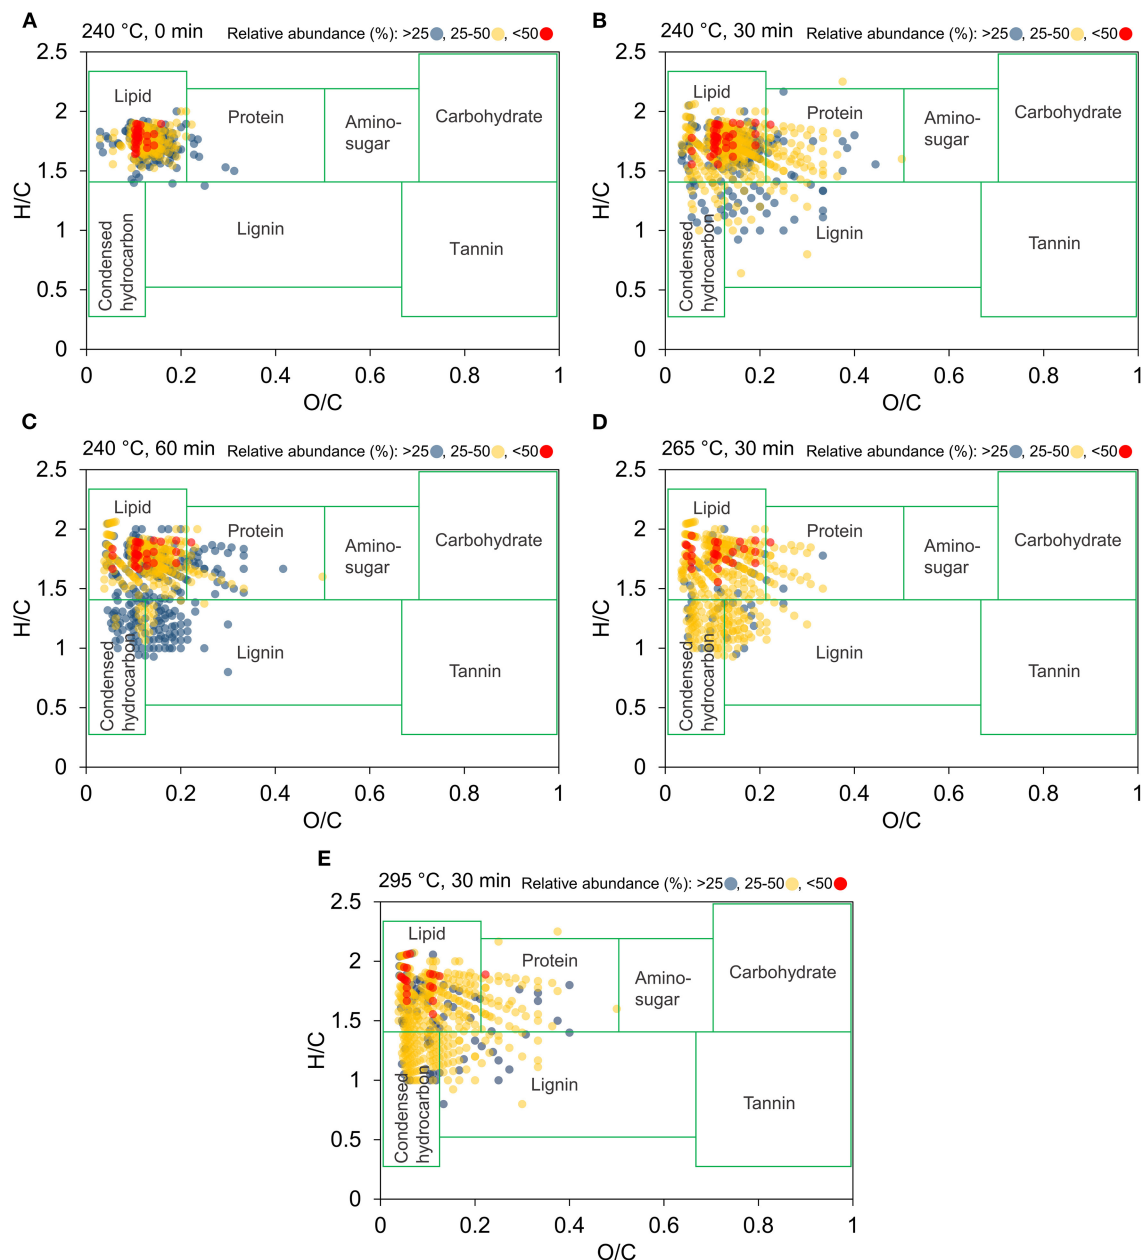 A
240 °C, 0 min Relative abundance (%): >25, 25-50, <50
2.5
2
1.5
1
0.5
0
H/C
Lipid
Protein
Amino-
sugar
Carbohydrate
Condensed
hydrocarbon
Lignin
Tannin
0 0.2 0.4 0.6 0.8 1
O/C
B
240 °C, 30 min Relative abundance (%): >25, 25-50, <50
2.5
2
1.5
1
0.5
0
H/C
Lipid
Protein
Amino-
sugar
Carbohydrate
Condensed
hydrocarbon
Lignin
Tannin
0 0.2 0.4 0.6 0.8 1
O/C
C
240 °C, 60 min Relative abundance (%): >25, 25-50, <50
2.5
2
1.5
1
0.5
0
H/C
Lipid
Protein
Amino-
sugar
Carbohydrate
Condensed
hydrocarbon
Lignin
Tannin
0 0.2 0.4 0.6 0.8 1
O/C
D
265 °C, 30 min Relative abundance (%): >25, 25-50, <50
2.5
2
1.5
1
0.5
0
H/C
Lipid
Protein
Amino-
sugar
Carbohydrate
Condensed
hydrocarbon
Lignin
Tannin
0 0.2 0.4 0.6 0.8 1
O/C
E
295 °C, 30 min Relative abundance (%): >25, 25-50, <50
2.5
2
1.5
1
0.5
0
H/C
Lipid
Protein
Amino-
sugar
Carbohydrate
Condensed
hydrocarbon
Lignin
Tannin
0 0.2 0.4 0.6 0.8 1
O/C